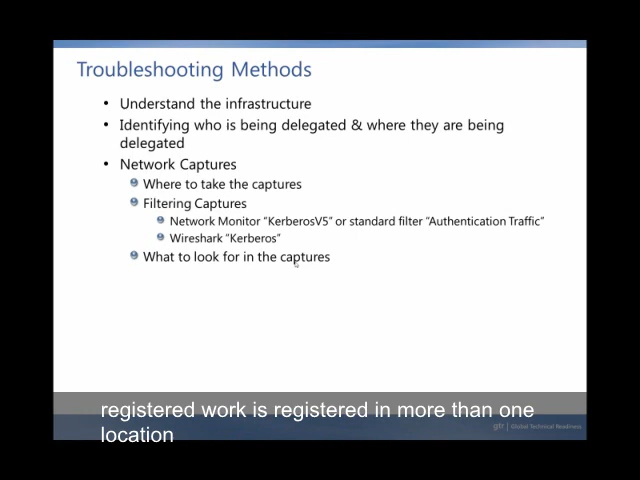 Troubleshooting Methods
• Understand the infrastructure
• Identifying who is being delegated & where they are being
delegated
• Network Captures
Where to take the captures
Filtering Captures
Network Monitor "KerberosV5" or standard filter "Authentication Traffic"
Wireshark "Kerberos"
What to look for in the captures
registered work is registered in more than one
location
gtr | Global Technical Readiness